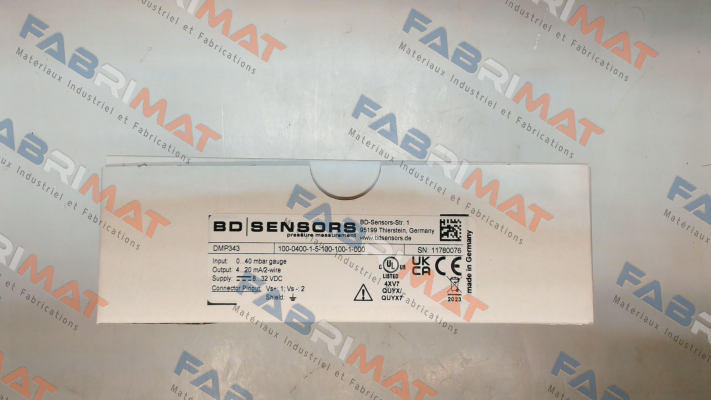 BD|SENSORS
pressure measurement
BD-Sensors-Str. 1
95199 Thierstein, Germany
www.bdsensors.de
DMP343 100-0400-1-5-100-100-1-000 SN: 11780076
Input: 0...40 mbar gauge
Output: 4...20 mA/2-wire
Supply: 8...32 VDC
Connector Pinout: Vs+: 1; Vs-: 2
Shield:
c UL US
LISTED
4XV7
QUYX/
QUYX7
UK
CA
CE
2023
made in Germany
FABRIMAT
Matériaux Industriel et Fabrications